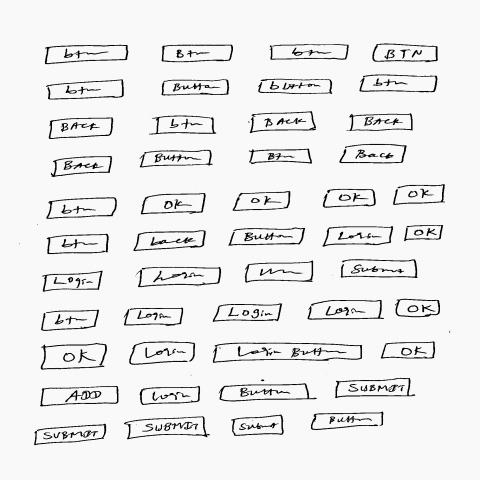 btn Btn btn BTN
btn Button button btn
BACK btn BACK BACK
BACK Button Btn Back
btn OK OK OK OK
btn back Button Login OK
Login Login Submit
btn Login Login Login OK
OK Login Login Button OK
ADD Login Button SUBMIT
SUBMIT SUBMIT Submit Button